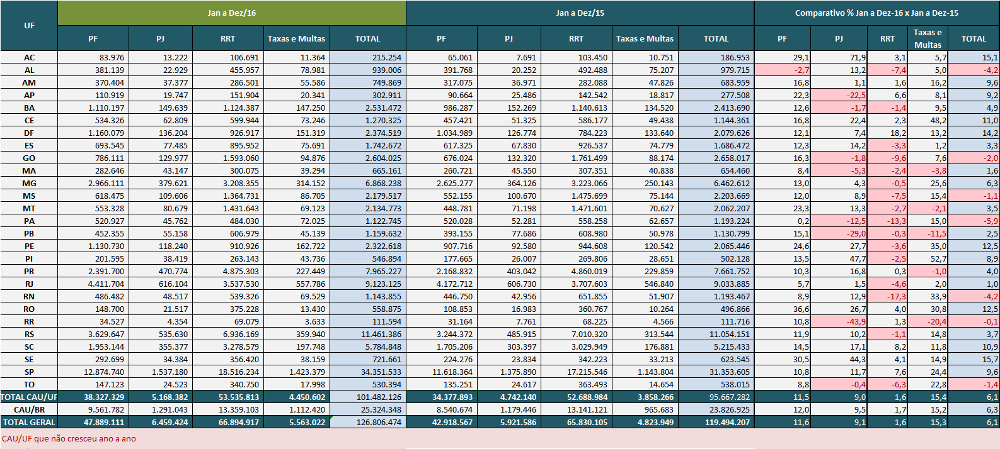 UF Jan a Dez/16 Jan a Dez/15 Comparativo % Jan a Dez-16 x Jan a Dez-15
PF PJ RRT Taxas e Multas TOTAL PF PJ RRT Taxas e Multas TOTAL PF PJ RRT Taxas e Multas TOTAL
AC 83.976 13.222 106.691 11.364 215.254 65.061 7.691 103.450 10.751 186.953 29,1 71,9 3,1 5,7 15,1
AL 381.139 22.929 455.957 78.981 939.006 391.768 20.252 492.488 75.207 979.715 -2,7 13,2 -7,4 5,0 -4,2
AM 370.404 37.377 286.501 55.586 749.869 317.075 36.971 282.088 47.826 683.959 16,8 1,1 1,6 16,2 9,6
AP 110.919 19.747 151.904 20.341 302.911 90.664 25.486 142.542 18.817 277.508 22,3 -22,5 6,6 8,1 9,2
BA 1.110.197 149.639 1.124.387 147.250 2.531.472 986.287 152.269 1.140.613 134.520 2.413.690 12,6 -1,7 -1,4 9,5 4,9
CE 534.326 62.809 599.944 73.246 1.270.325 457.421 51.325 586.177 49.438 1.144.361 16,8 22,4 2,3 48,2 11,0
DF 1.160.079 136.204 926.917 151.319 2.374.519 1.034.989 126.774 784.223 133.640 2.079.626 12,1 7,4 18,2 13,2 14,2
ES 693.545 77.485 895.952 75.691 1.742.672 617.325 67.830 926.537 74.779 1.686.472 12,3 14,2 -3,3 1,2 3,3
GO 786.111 129.977 1.593.060 94.876 2.604.025 676.024 132.320 1.761.499 88.174 2.658.017 16,3 -1,8 -9,6 7,6 -2,0
MA 282.646 43.147 300.075 39.294 665.161 260.721 45.550 307.351 40.838 654.460 8,4 -5,3 -2,4 -3,8 1,6
MG 2.966.111 379.621 3.208.355 314.152 6.868.238 2.625.277 364.126 3.223.066 250.143 6.462.612 13,0 4,3 -0,5 25,6 6,3
MS 618.475 109.606 1.364.731 86.705 2.179.517 552.155 100.670 1.475.699 75.144 2.203.669 12,0 8,9 -7,5 15,4 -1,1
MT 553.328 80.679 1.431.643 69.123 2.134.773 448.781 71.198 1.471.601 70.627 2.062.207 23,3 13,3 -2,7 -2,1 3,5
PA 520.927 45.762 484.030 72.025 1.122.745 520.028 52.281 558.258 62.657 1.193.224 0,2 -12,5 -13,3 15,0 -5,9
PB 452.355 55.158 606.979 45.139 1.159.632 393.155 77.686 608.980 50.978 1.130.799 15,1 -29,0 -0,3 -11,5 2,5
PE 1.130.730 118.240 910.926 162.722 2.322.618 907.716 92.580 944.608 120.542 2.065.446 24,6 27,7 -3,6 35,0 12,5
PI 201.595 38.419 263.143 43.736 546.894 177.665 26.007 269.806 28.651 502.128 13,5 47,7 -2,5 52,7 8,9
PR 2.391.700 470.774 4.875.303 227.449 7.965.227 2.168.832 403.042 4.860.019 229.859 7.661.752 10,3 16,8 0,3 -1,0 4,0
RJ 4.411.704 616.104 3.537.530 557.786 9.123.125 4.172.712 606.730 3.707.603 546.840 9.033.885 5,7 1,5 -4,6 2,0 1,0
RN 486.482 48.517 539.326 69.529 1.143.855 446.750 42.956 651.855 51.907 1.193.467 8,9 12,9 -17,3 33,9 -4,2
RO 148.700 21.517 375.228 13.430 558.875 108.853 16.983 360.767 10.264 496.866 36,6 26,7 4,0 30,8 12,5
RR 34.527 4.354 69.079 3.633 111.594 31.164 7.761 68.225 4.566 111.716 10,8 -43,9 1,3 -20,4 -0,1
RS 3.629.647 535.630 6.936.169 359.940 11.461.386 3.244.372 485.915 7.010.320 313.544 11.054.151 11,9 10,2 -1,1 14,8 3,7
SC 1.953.144 355.377 3.278.579 197.748 5.784.848 1.705.206 303.397 3.029.949 176.881 5.215.433 14,5 17,1 8,2 11,8 10,9
SE 292.699 34.384 356.420 38.159 721.661 224.276 23.834 342.223 33.213 623.545 30,5 44,3 4,1 14,9 15,7
SP 12.874.740 1.537.180 18.516.234 1.423.379 34.351.533 11.618.364 1.375.890 17.215.546 1.143.804 31.353.605 10,8 11,7 7,6 24,4 9,6
TO 147.123 24.523 340.750 17.998 530.394 135.251 24.617 363.493 14.654 538.015 8,8 -0,4 -6,3 22,8 -1,4
TOTAL CAU/UF 38.327.329 5.168.382 53.535.813 4.450.602 101.482.126 34.377.893 4.742.140 52.688.984 3.858.266 95.667.282 11,5 9,0 1,6 15,4 6,1
CAU/BR 9.561.782 1.291.043 13.359.103 1.112.420 25.324.348 8.540.674 1.179.446 13.141.121 965.683 23.826.925 12,0 9,5 1,7 15,2 6,3
TOTAL GERAL 47.889.111 6.459.424 66.894.917 5.563.022 126.806.474 42.918.567 5.921.586 65.830.105 4.823.949 119.494.207 11,6 9,1 1,6 15,3 6,1
CAU/UF que não cresceu ano a ano